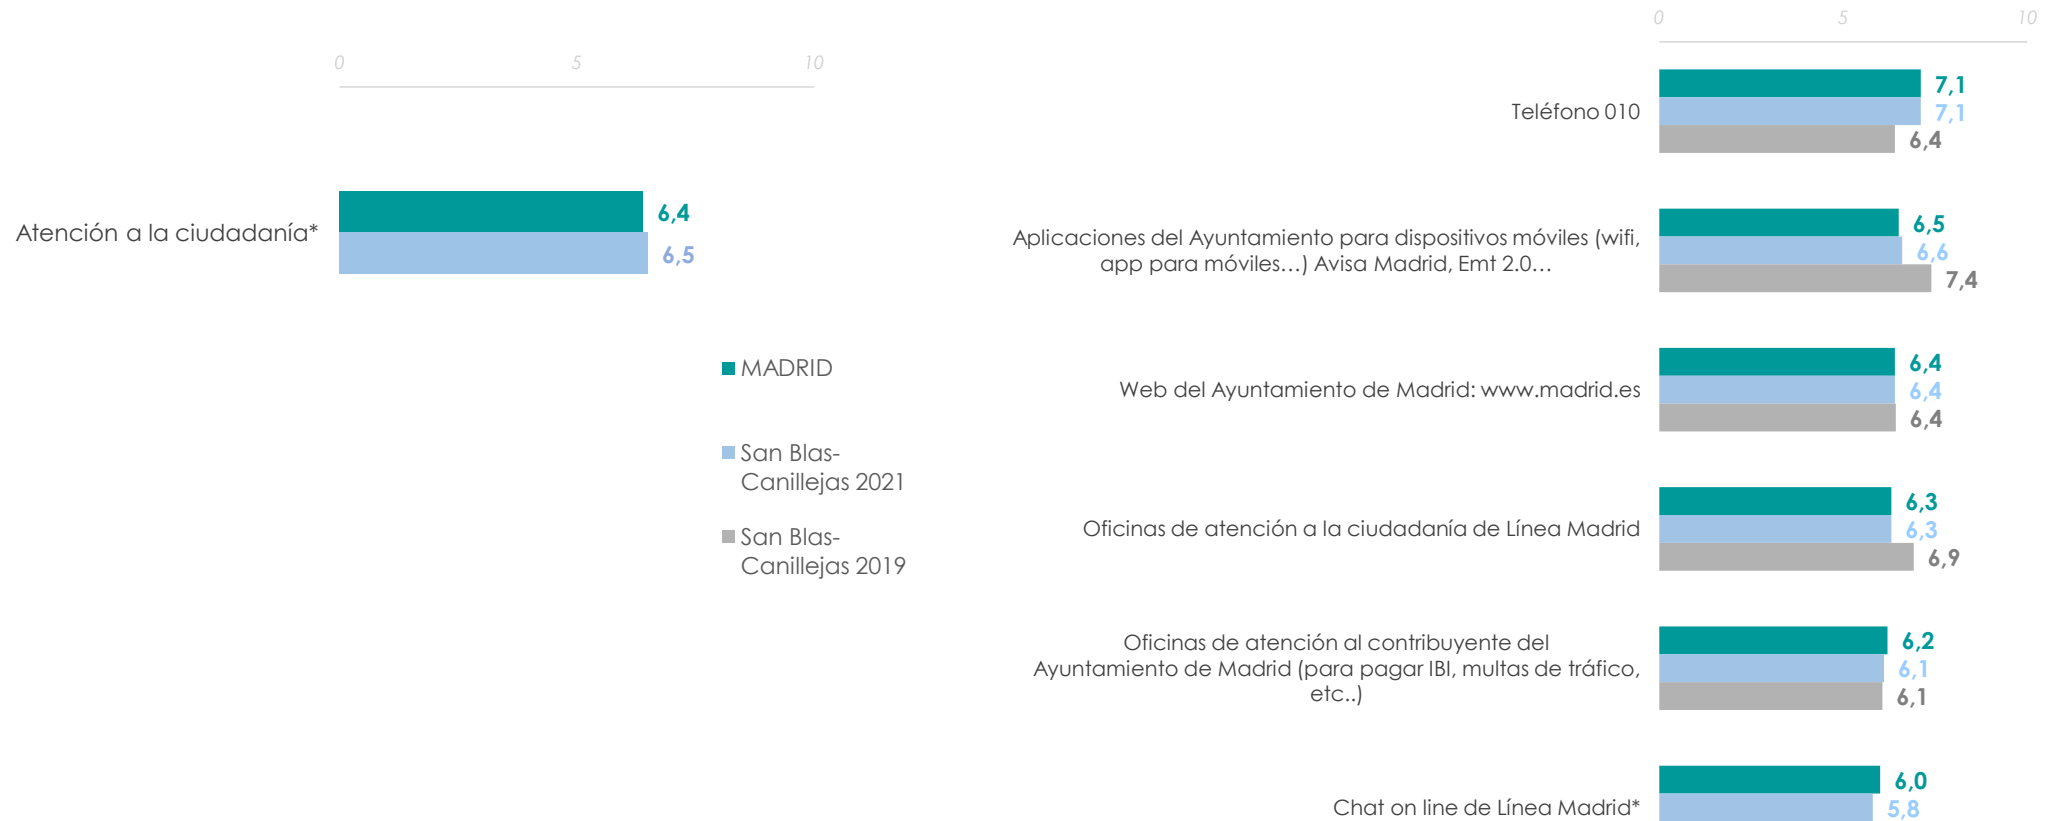 0 5 10
Atención a la ciudadanía*
6,4
6,5
MADRID
San Blas-
Canillejas 2021
San Blas-
Canillejas 2019
0 5 10
Teléfono 010
7,1
7,1
6,4
Aplicaciones del Ayuntamiento para dispositivos móviles (wifi,
app para móviles...) Avisa Madrid, Emt 2.0...
6,5
6,6
7,4
Web del Ayuntamiento de Madrid: www.madrid.es
6,4
6,4
6,4
Oficinas de atención a la ciudadanía de Línea Madrid
6,3
6,3
6,9
Oficinas de atención al contribuyente del
Ayuntamiento de Madrid (para pagar IBI, multas de tráfico,
etc..)
6,2
6,1
6,1
Chat on line de Línea Madrid*
6,0
5,8